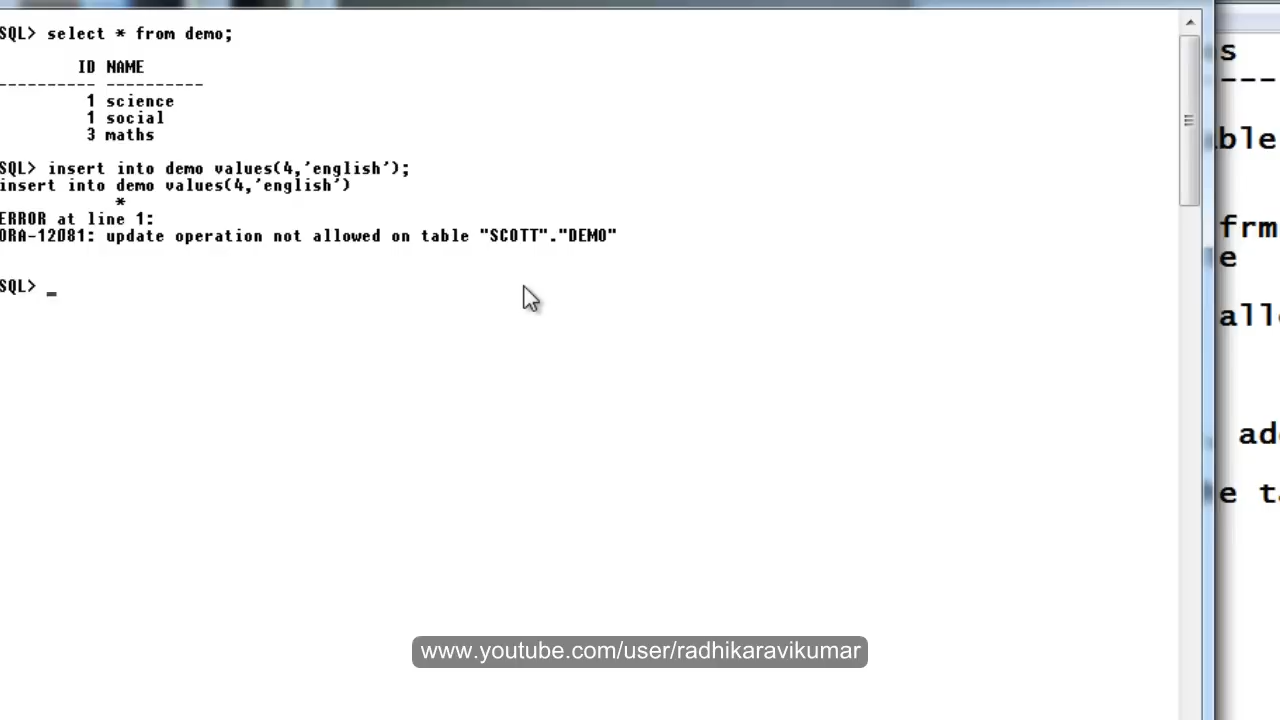 SQL> select * from demo;
ID NAME
---------- ----------
1 science
1 social
3 maths
SQL> insert into demo values(4,'english');
insert into demo values(4,'english')
*
ERROR at line 1:
ORA-12081: update operation not allowed on table "SCOTT"."DEMO"
SQL> _
s
---
ble
frm
e
all
ad
e t
www.youtube.com/user/radhikaravikumar